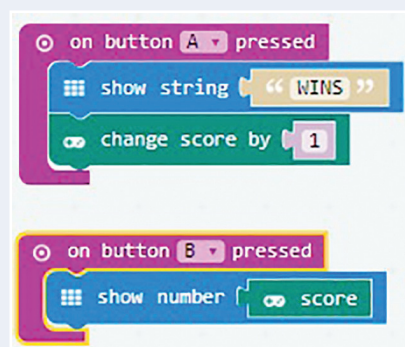 on button A pressed
show string “ WINS ”
change score by 1
on button B pressed
show number score